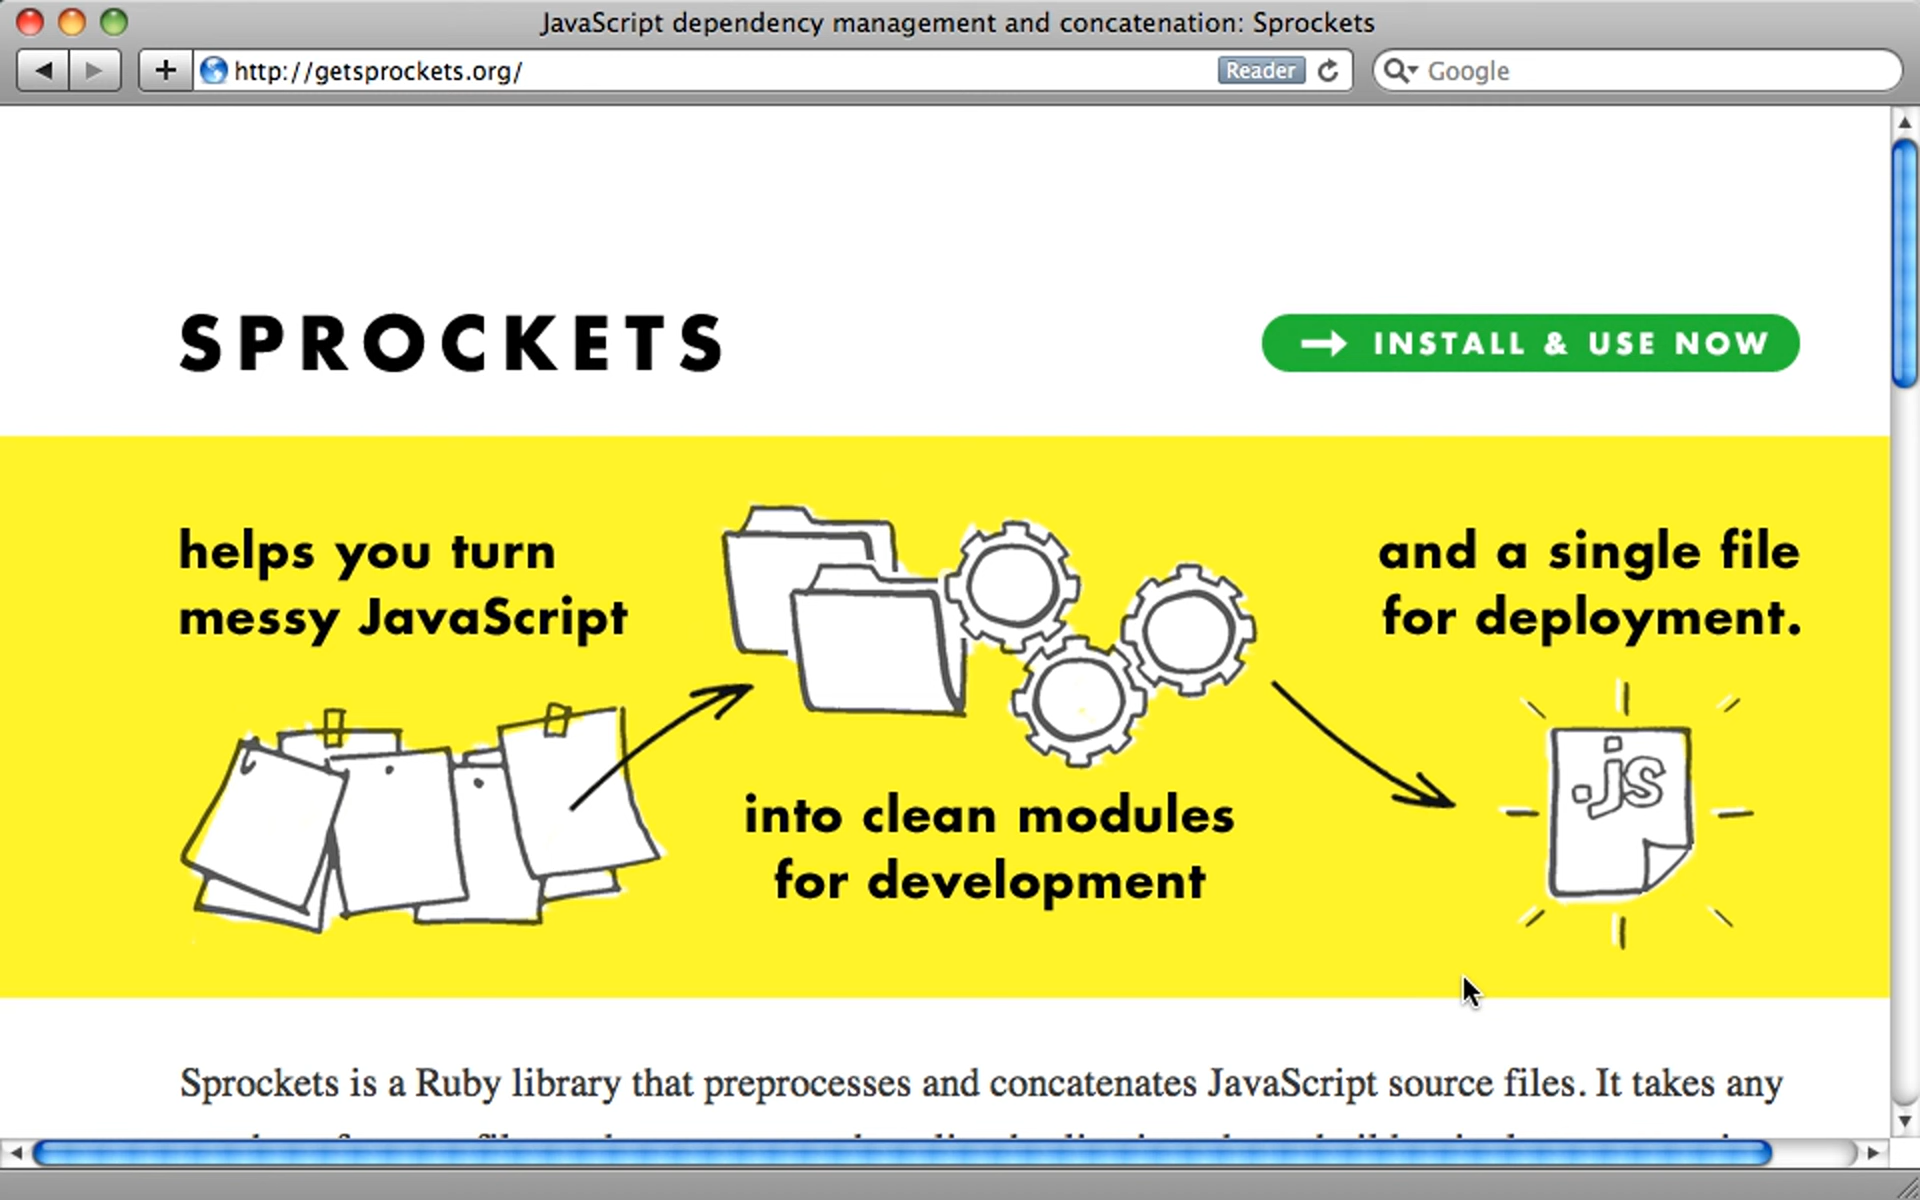 JavaScript dependency management and concatenation: Sprockets
http://getsprockets.org/
Reader
Google
SPROCKETS
INSTALL & USE NOW
helps you turn
messy JavaScript
into clean modules
for development
and a single file
for deployment.
.js
Sprockets is a Ruby library that preprocesses and concatenates JavaScript source files. It takes any